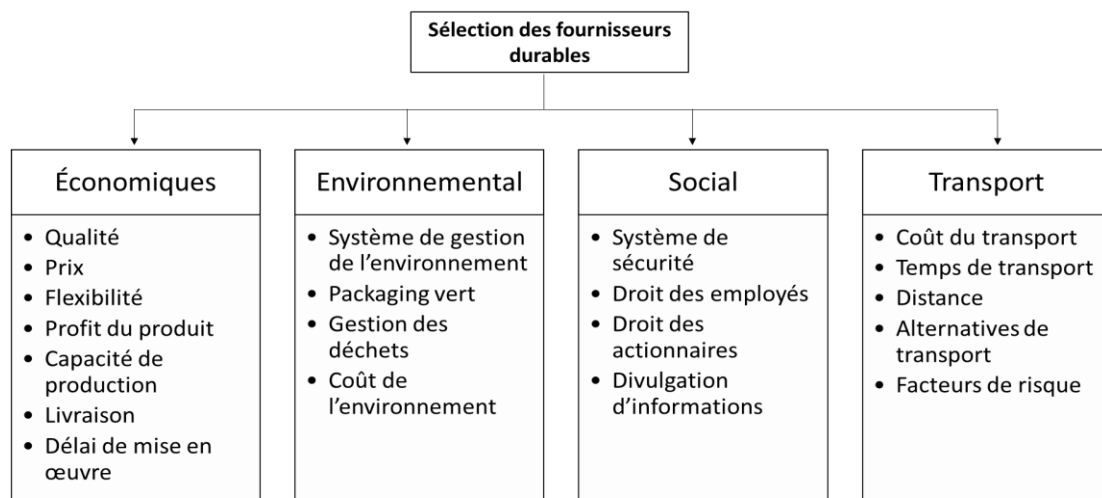 Sélection des fournisseurs
durables
Économiques
• Qualité
• Prix
• Flexibilité
• Profit du produit
• Capacité de
production
• Livraison
• Délai de mise en
œuvre
Environnemental
• Système de gestion
de l'environnement
• Packaging vert
• Gestion des
déchets
• Coût de
l'environnement
Social
• Système de
sécurité
• Droit des employés
• Droit des
actionnaires
• Divulgation
d'informations
Transport
• Coût du transport
• Temps de transport
• Distance
• Alternatives de
transport
• Facteurs de risque